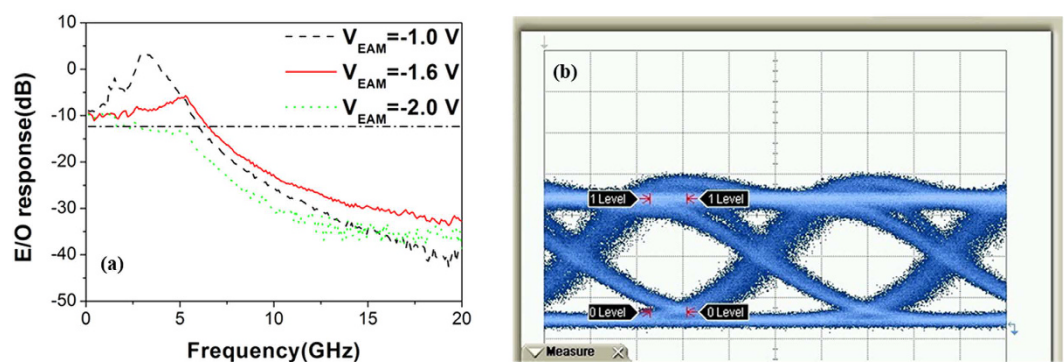 10
0
-10
-20
-30
-40
-50
E/O response(dB)
V_EAM=-1.0 V
V_EAM=-1.6 V
V_EAM=-2.0 V
(a)
0 5 10 15 20
Frequency(GHz)
(b)
1 Level 1 Level
0 Level 0 Level
Measure